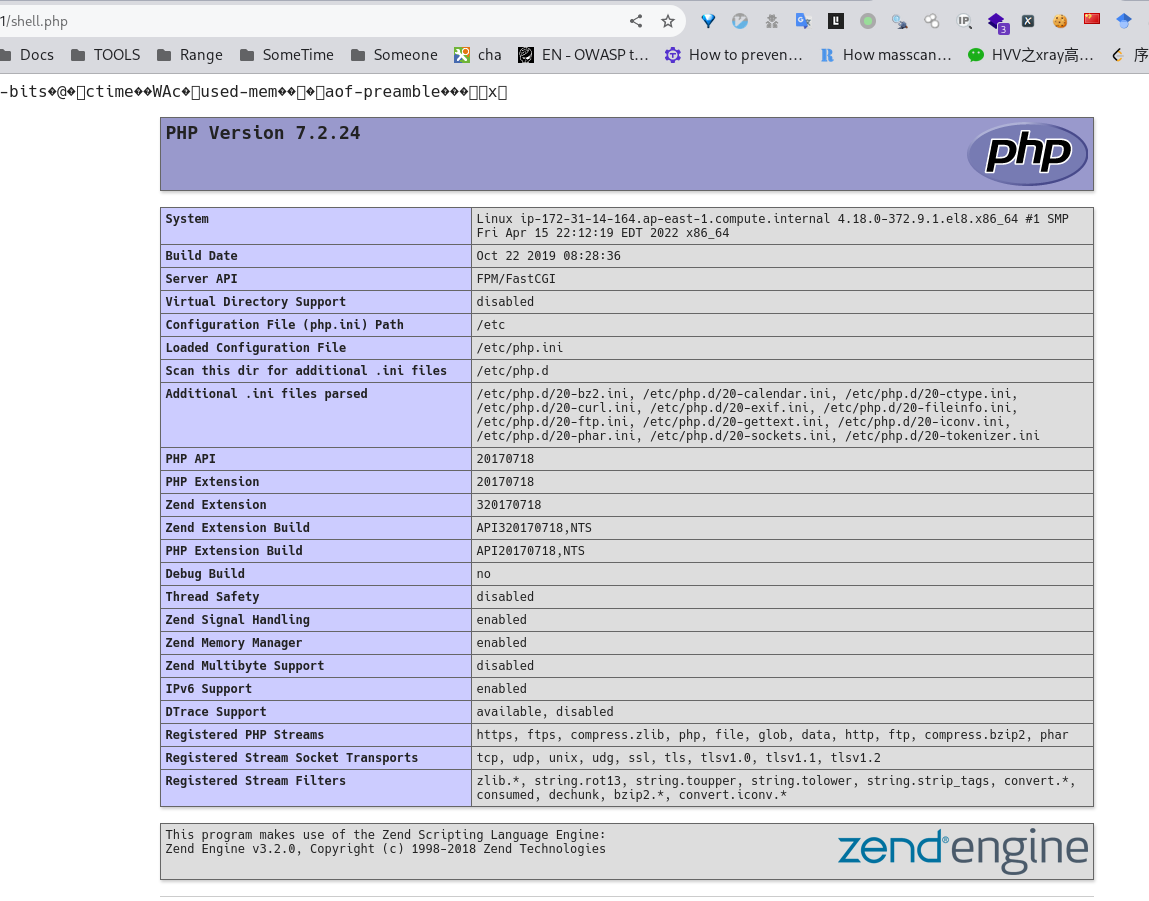 1/shell.php
Docs TOOLS Range SomeTime Someone cha EN - OWASP t... How to preven... How masscan... HVV之xray高... 序
-bits�@�ctime��WAc�used-mem���aof-preamble���x
PHP Version 7.2.24
php
System Linux ip-172-31-14-164.ap-east-1.compute.internal 4.18.0-372.9.1.el8.x86_64 #1 SMP
Fri Apr 15 22:12:19 EDT 2022 x86_64
Build Date Oct 22 2019 08:28:36
Server API FPM/FastCGI
Virtual Directory Support disabled
Configuration File (php.ini) Path /etc
Loaded Configuration File /etc/php.ini
Scan this dir for additional .ini files /etc/php.d
Additional .ini files parsed /etc/php.d/20-bz2.ini, /etc/php.d/20-calendar.ini, /etc/php.d/20-ctype.ini,
/etc/php.d/20-curl.ini, /etc/php.d/20-exif.ini, /etc/php.d/20-fileinfo.ini,
/etc/php.d/20-ftp.ini, /etc/php.d/20-gettext.ini, /etc/php.d/20-iconv.ini,
/etc/php.d/20-phar.ini, /etc/php.d/20-sockets.ini, /etc/php.d/20-tokenizer.ini
PHP API 20170718
PHP Extension 20170718
Zend Extension 320170718
Zend Extension Build API320170718,NTS
PHP Extension Build API20170718,NTS
Debug Build no
Thread Safety disabled
Zend Signal Handling enabled
Zend Memory Manager enabled
Zend Multibyte Support disabled
IPv6 Support enabled
DTrace Support available, disabled
Registered PHP Streams https, ftps, compress.zlib, php, file, glob, data, http, ftp, compress.bzip2, phar
Registered Stream Socket Transports tcp, udp, unix, udg, ssl, tls, tlsv1.0, tlsv1.1, tlsv1.2
Registered Stream Filters zlib.*, string.rot13, string.toupper, string.tolower, string.strip_tags, convert.*,
consumed, dechunk, bzip2.*, convert.iconv.*
This program makes use of the Zend Scripting Language Engine:
Zend Engine v3.2.0, Copyright (c) 1998-2018 Zend Technologies
zend® engine